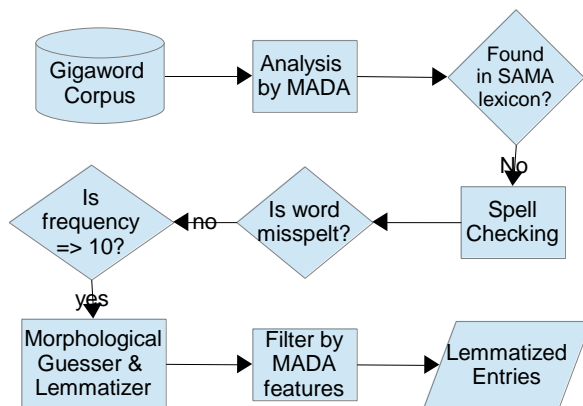 Gigaword
Corpus
Analysis
by MADA
Found
in SAMA
lexicon?
No
Spell
Checking
Is word
misspelt?
no
Is
frequency
=> 10?
yes
Morphological
Guesser &
Lemmatizer
Filter by
MADA
features
Lemmatized
Entries